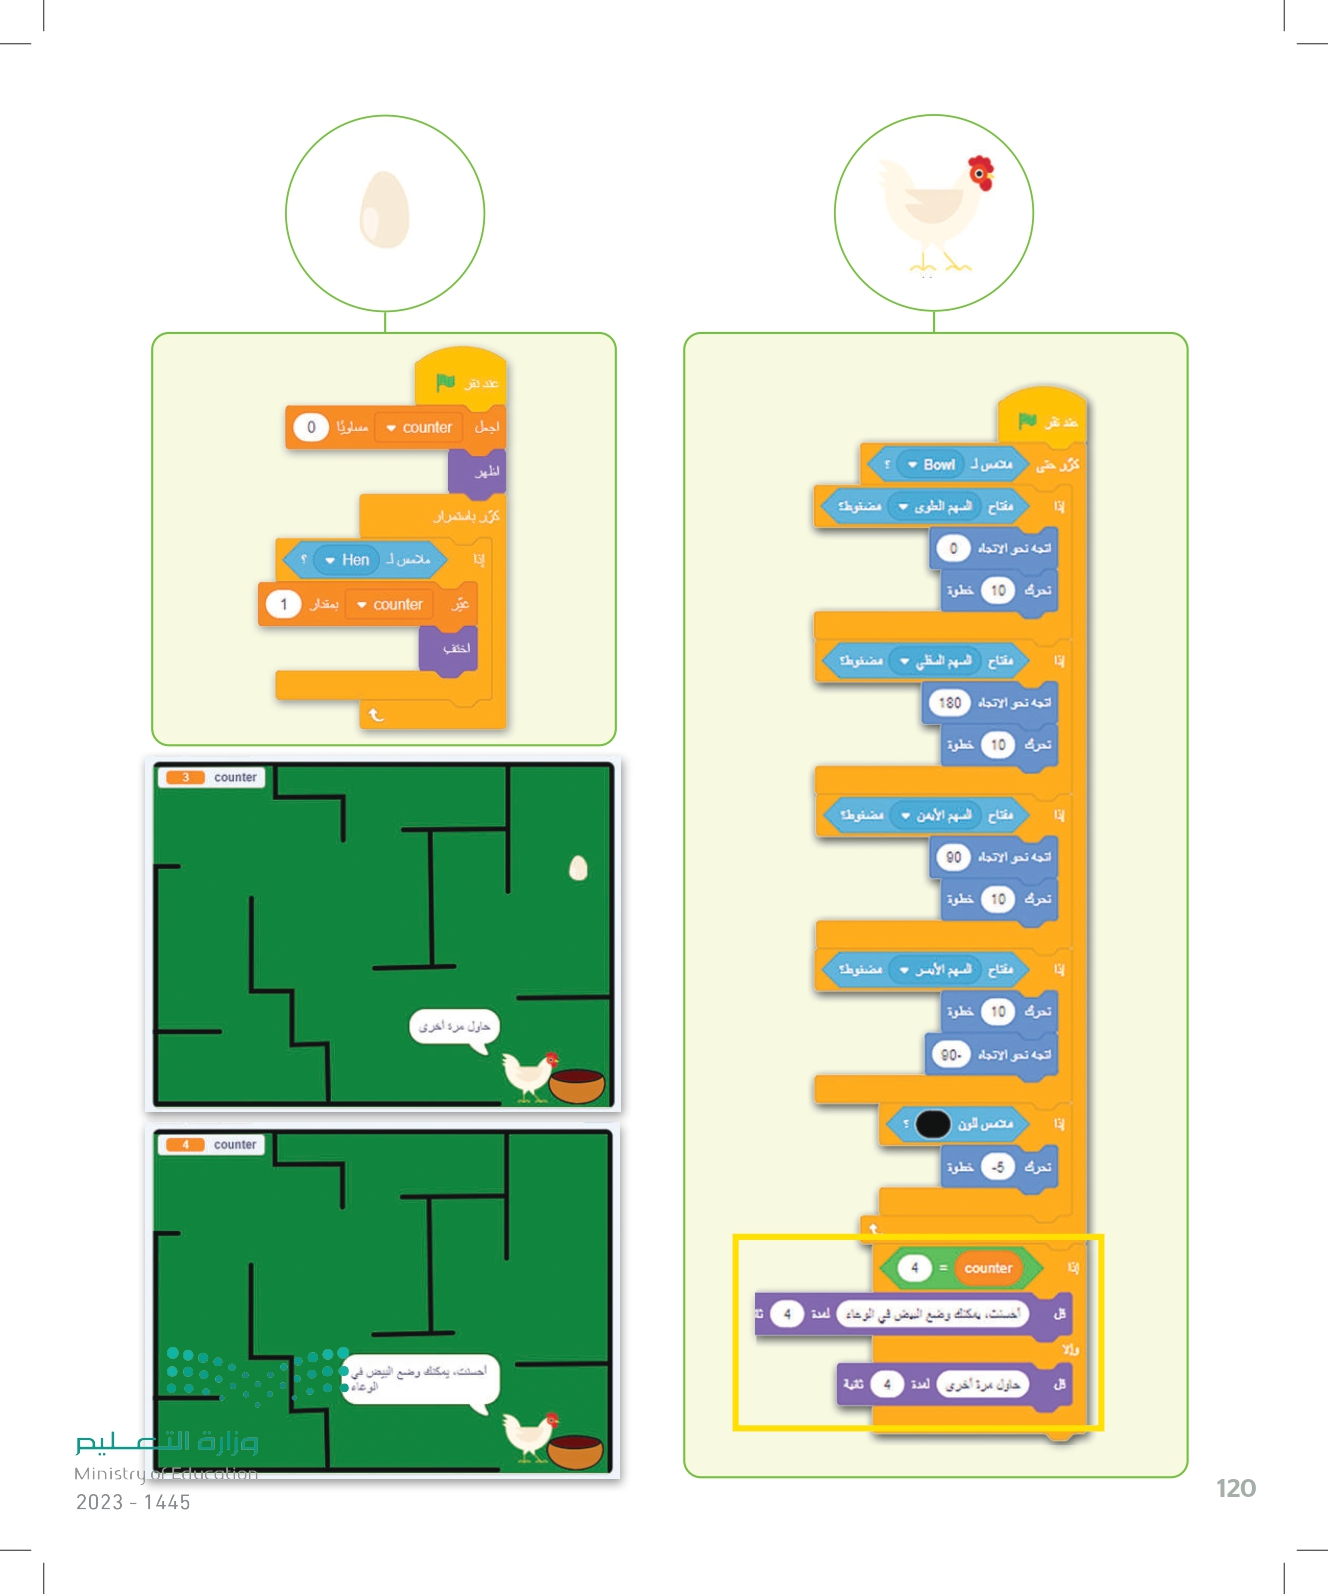 عند نقر
كرّر حتى ملامس لـ Bowl ؟
إذا مفتاح السهم العلوي مضغوط؟
اتجه نحو الاتجاه 0
تحرك 10 خطوة
إذا مفتاح السهم السفلي مضغوط؟
اتجه نحو الاتجاه 180
تحرك 10 خطوة
إذا مفتاح السهم الأيمن مضغوط؟
اتجه نحو الاتجاه 90
تحرك 10 خطوة
إذا مفتاح السهم الأيسر مضغوط؟
تحرك 10 خطوة
اتجه نحو الاتجاه 90-
إذا ملامس للون ؟
تحرك -5 خطوة
إذا counter = 4
قل أحسنت، يمكنك وضع البيض في الوعاء لمدة 4 ثا
وإلا
قل حاول مرة أخرى لمدة 4 ثانية
عند نقر
اجعل counter مساويًا 0
اظهر
كرّر باستمرار
إذا ملامس لـ Hen ؟
غيّر counter بمقدار 1
اختفِ
3 counter
حاول مرة أخرى
4 counter
أحسنت، يمكنك وضع البيض في
الوعاء
وزارة التعليم
Ministry of Education
2023 - 1445
120